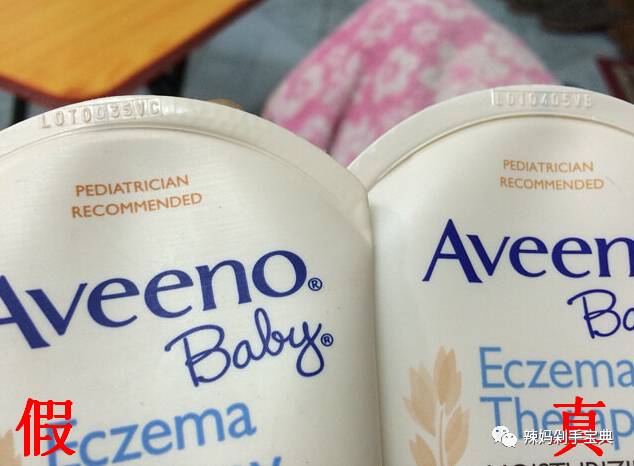 LOT0035VC
PEDIATRICIAN
RECOMMENDED
Aveeno®
Baby®
Eczema
假
LOT0405VB
PEDIATRICIAN
RECOMMENDED
Aveen
Ba
Eczema
Therap
真
辣妈剁手宝典